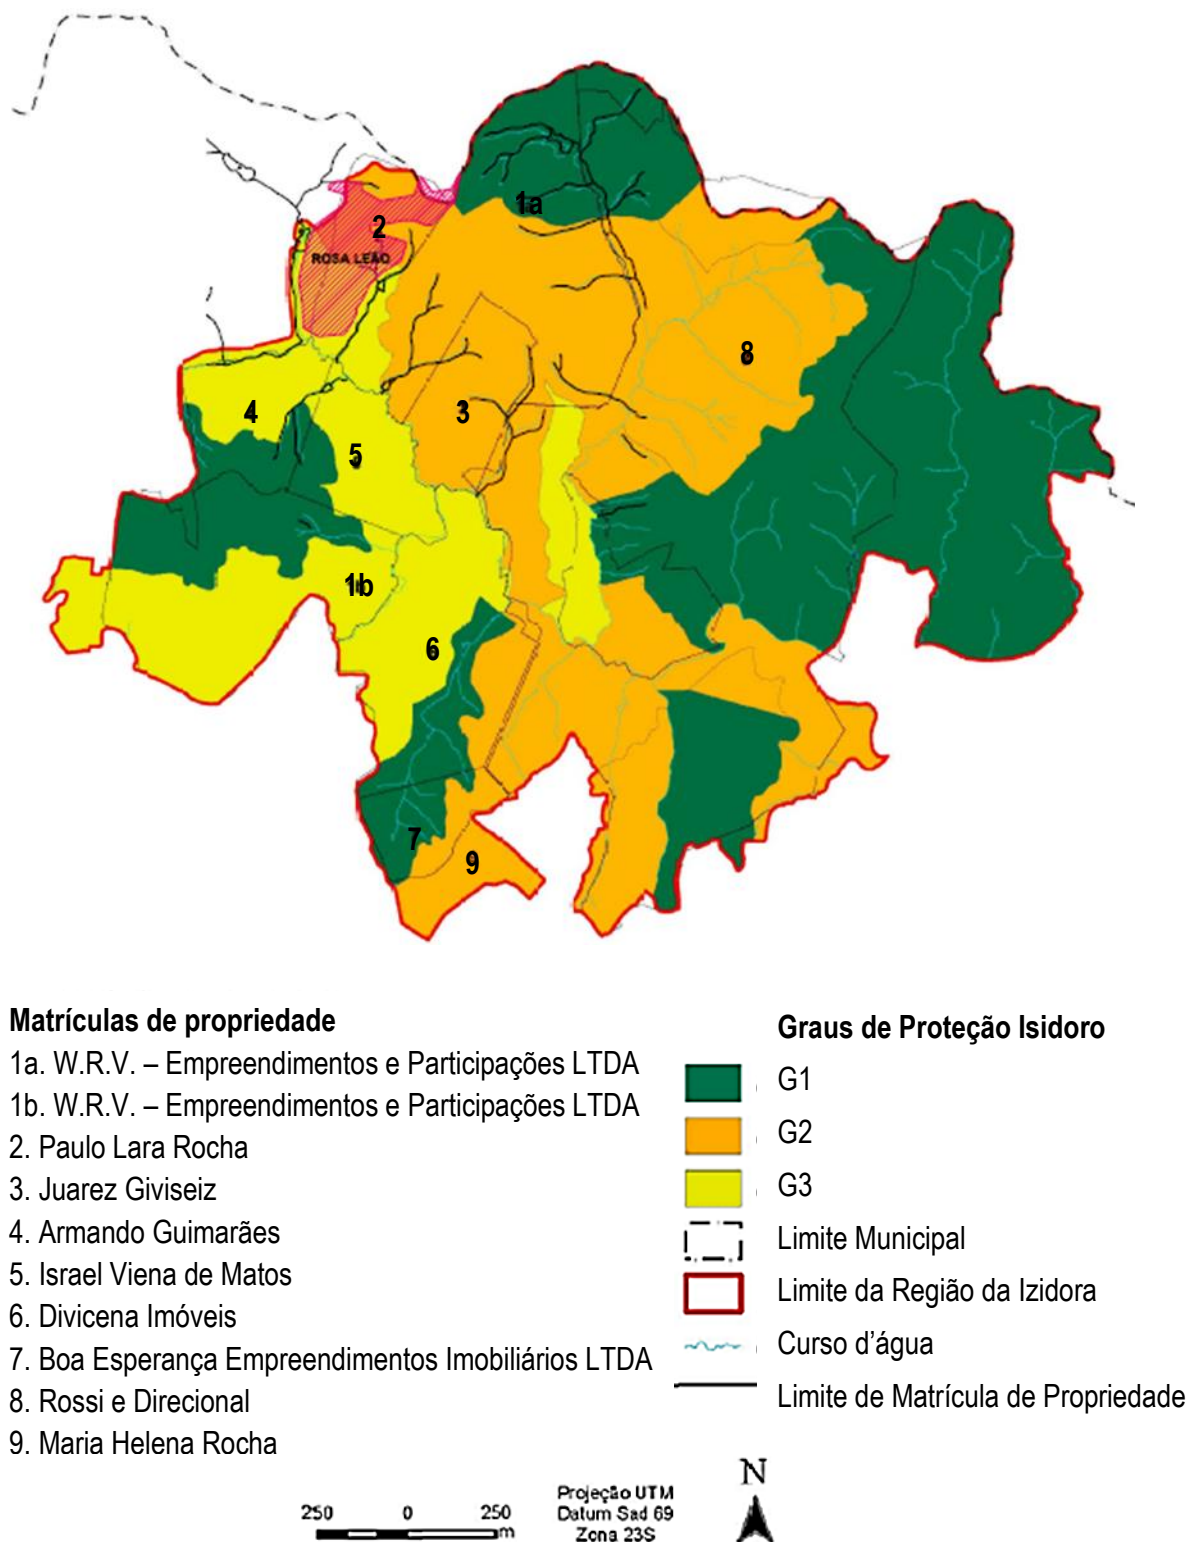 1a
2
ROSA LEÃO
8
3
4
5
1b
6
7
9
Matrículas de propriedade
1a. W.R.V. – Empreendimentos e Participações LTDA
1b. W.R.V. – Empreendimentos e Participações LTDA
2. Paulo Lara Rocha
3. Juarez Giviseiz
4. Armando Guimarães
5. Israel Viena de Matos
6. Divicena Imóveis
7. Boa Esperança Empreendimentos Imobiliários LTDA
8. Rossi e Direcional
9. Maria Helena Rocha
Graus de Proteção Isidoro
G1
G2
G3
Limite Municipal
Limite da Região da Izidora
Curso d'água
Limite de Matrícula de Propriedade
250 0 250
m
Projeção UTM
Datum Sad 69
Zona 23S
N